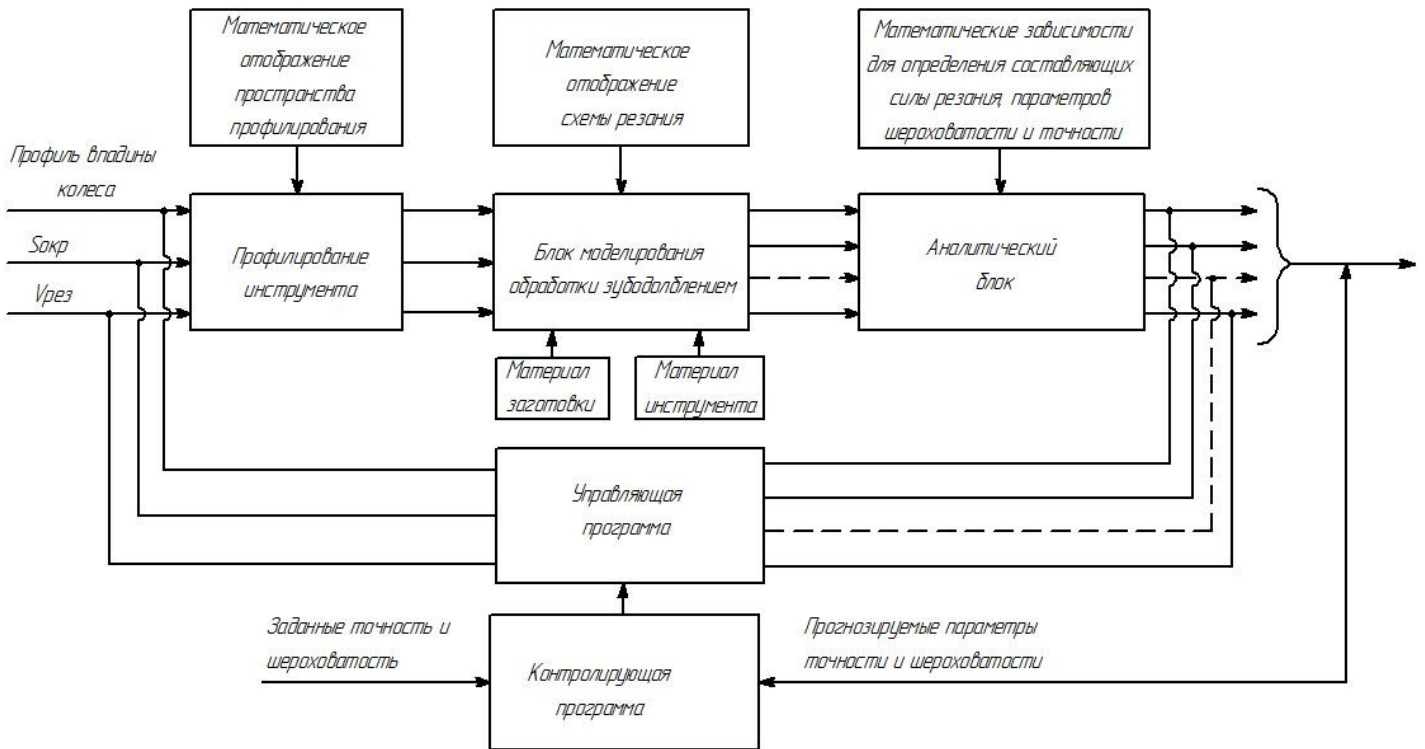 Математическое
отображение
пространства
профилирования
Математическое
отображение
схемы резания
Математические зависимости
для определения составляющих
силы резания, параметров
шероховатости и точности
Профиль впадины
колеса
Sокр
Vрез
Профилирование
инструмента
Блок моделирования
обработки зубодолблением
Аналитический
блок
Материал
заготовки
Материал
инструмента
Управляющая
программа
Заданные точность и
шероховатость
Контролирующая
программа
Прогнозируемые параметры
точности и шероховатости